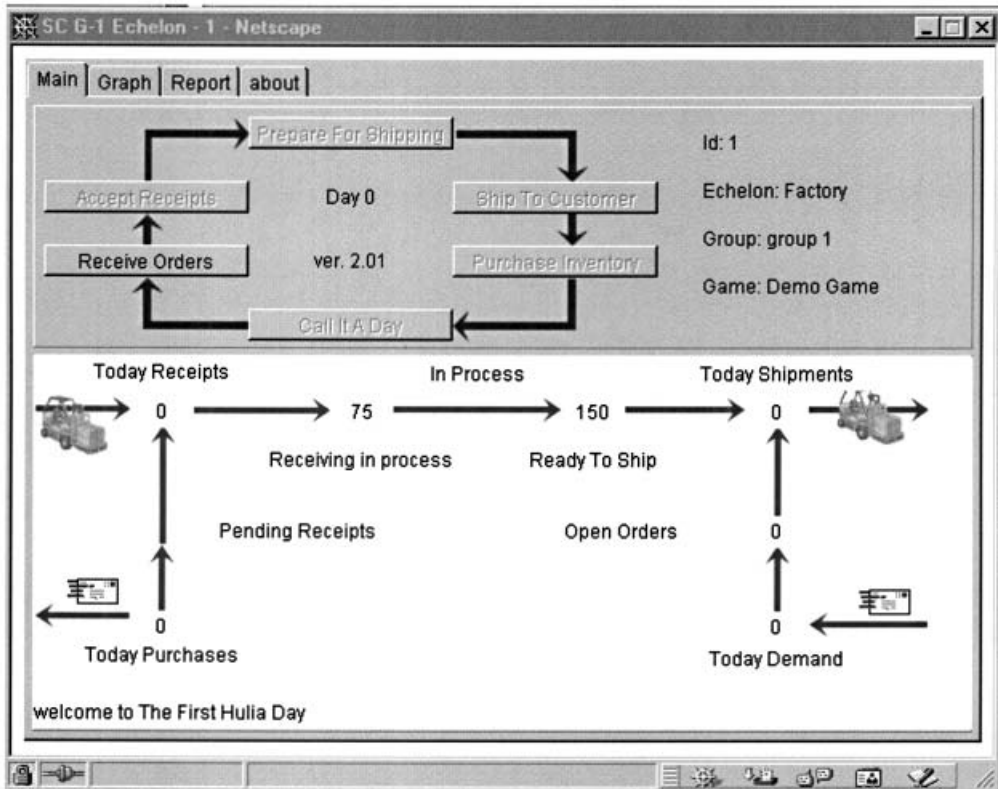 SC G-1 Echelon - 1 - Netscape
Main Graph Report about
Prepare For Shipping
Id: 1
Accept Receipts Day 0 Ship To Customer
Echelon: Factory
Group: group 1
Receive Orders ver. 2.01 Purchase Inventory
Game: Demo Game
Call It A Day
Today Receipts In Process Today Shipments
0 75 150 0
Receiving in process Ready To Ship
Pending Receipts Open Orders 0
0 0
Today Purchases Today Demand
welcome to The First Hulia Day